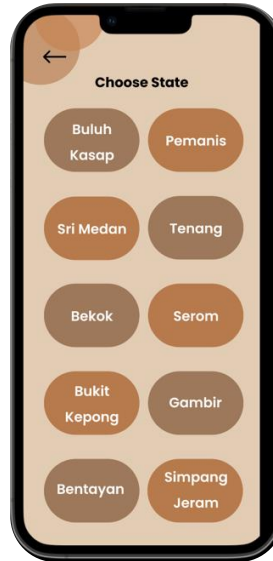 Choose State
Buluh
Kasap
Pemanis
Sri Medan
Tenang
Bekok
Serom
Bukit
Kepong
Gambir
Bentayan
Simpang
Jeram